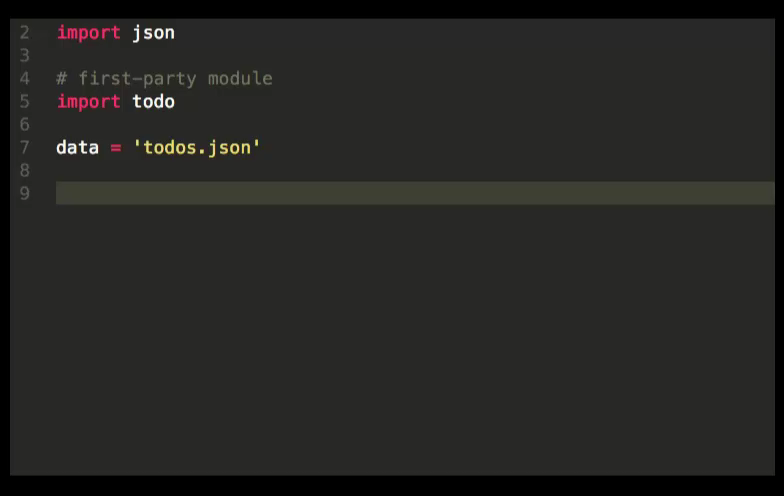 2 import json
3
4 # first-party module
5 import todo
6
7 data = 'todos.json'
8
9